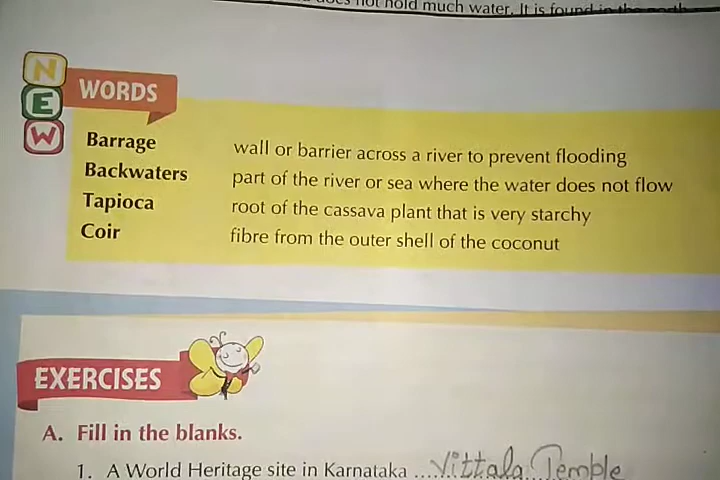 not hold much water. It is found in the
NEW WORDS
Barrage wall or barrier across a river to prevent flooding
Backwaters part of the river or sea where the water does not flow
Tapioca root of the cassava plant that is very starchy
Coir fibre from the outer shell of the coconut
EXERCISES
A. Fill in the blanks.
1. A World Heritage site in Karnataka ....Vittala Temple